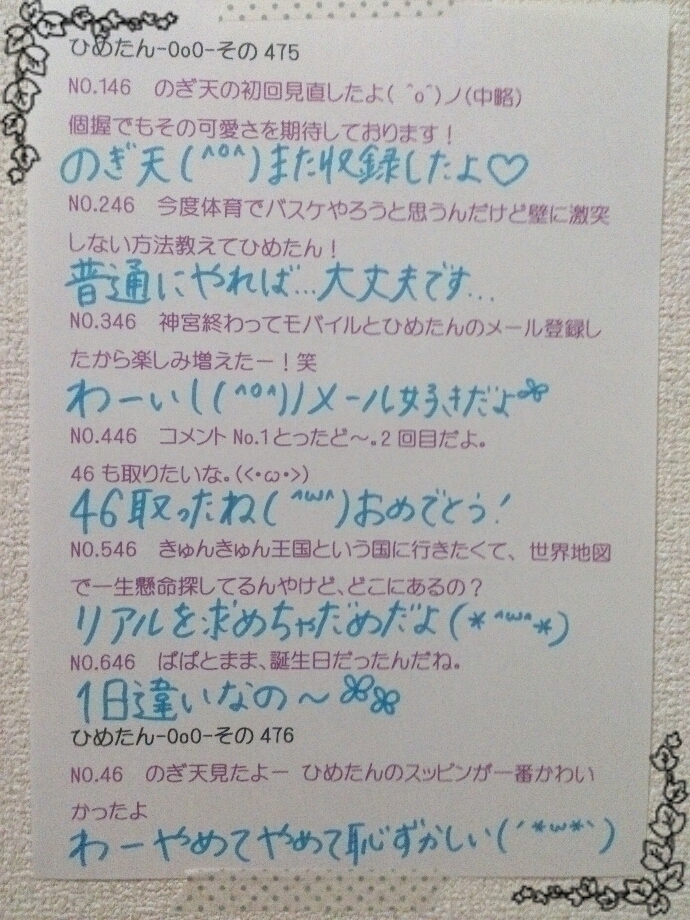 ひめたん-OoO-その475
NO.146　のぎ天の初回見直したよ( ^o^)ノ(中略)
個握でもその可愛さを期待しております！
のぎ天(^o^)また収録したよ♡
NO.246　今度体育でバスケやろうと思うんだけど壁に激突
しない方法教えてひめたん！
普通にやれば…大丈夫です…
NO.346　神宮終わってモバイルとひめたんのメール登録し
たから楽しみ増えたー！笑
わーい！(^o^)ノメール好きだよ
NO.446　コメントNo.1とったど〜。2回目だよ。
46も取りたいな。(<・ω・>)
46取ったね(^ω^)おめでとう！
NO.546　きゅんきゅん王国という国に行きたくて、世界地図
で一生懸命探してるんやけど、どこにあるの？
リアルを求めちゃだめだよ(*^ω^*)
NO.646　ぱぱとまま、誕生日だったんだね。
1日違いなの〜
ひめたん-OoO-その476
NO.46　のぎ天見たよー ひめたんのスッピンが一番かわい
かったよ
わーやめてやめて恥ずかしい(´*ω*`)